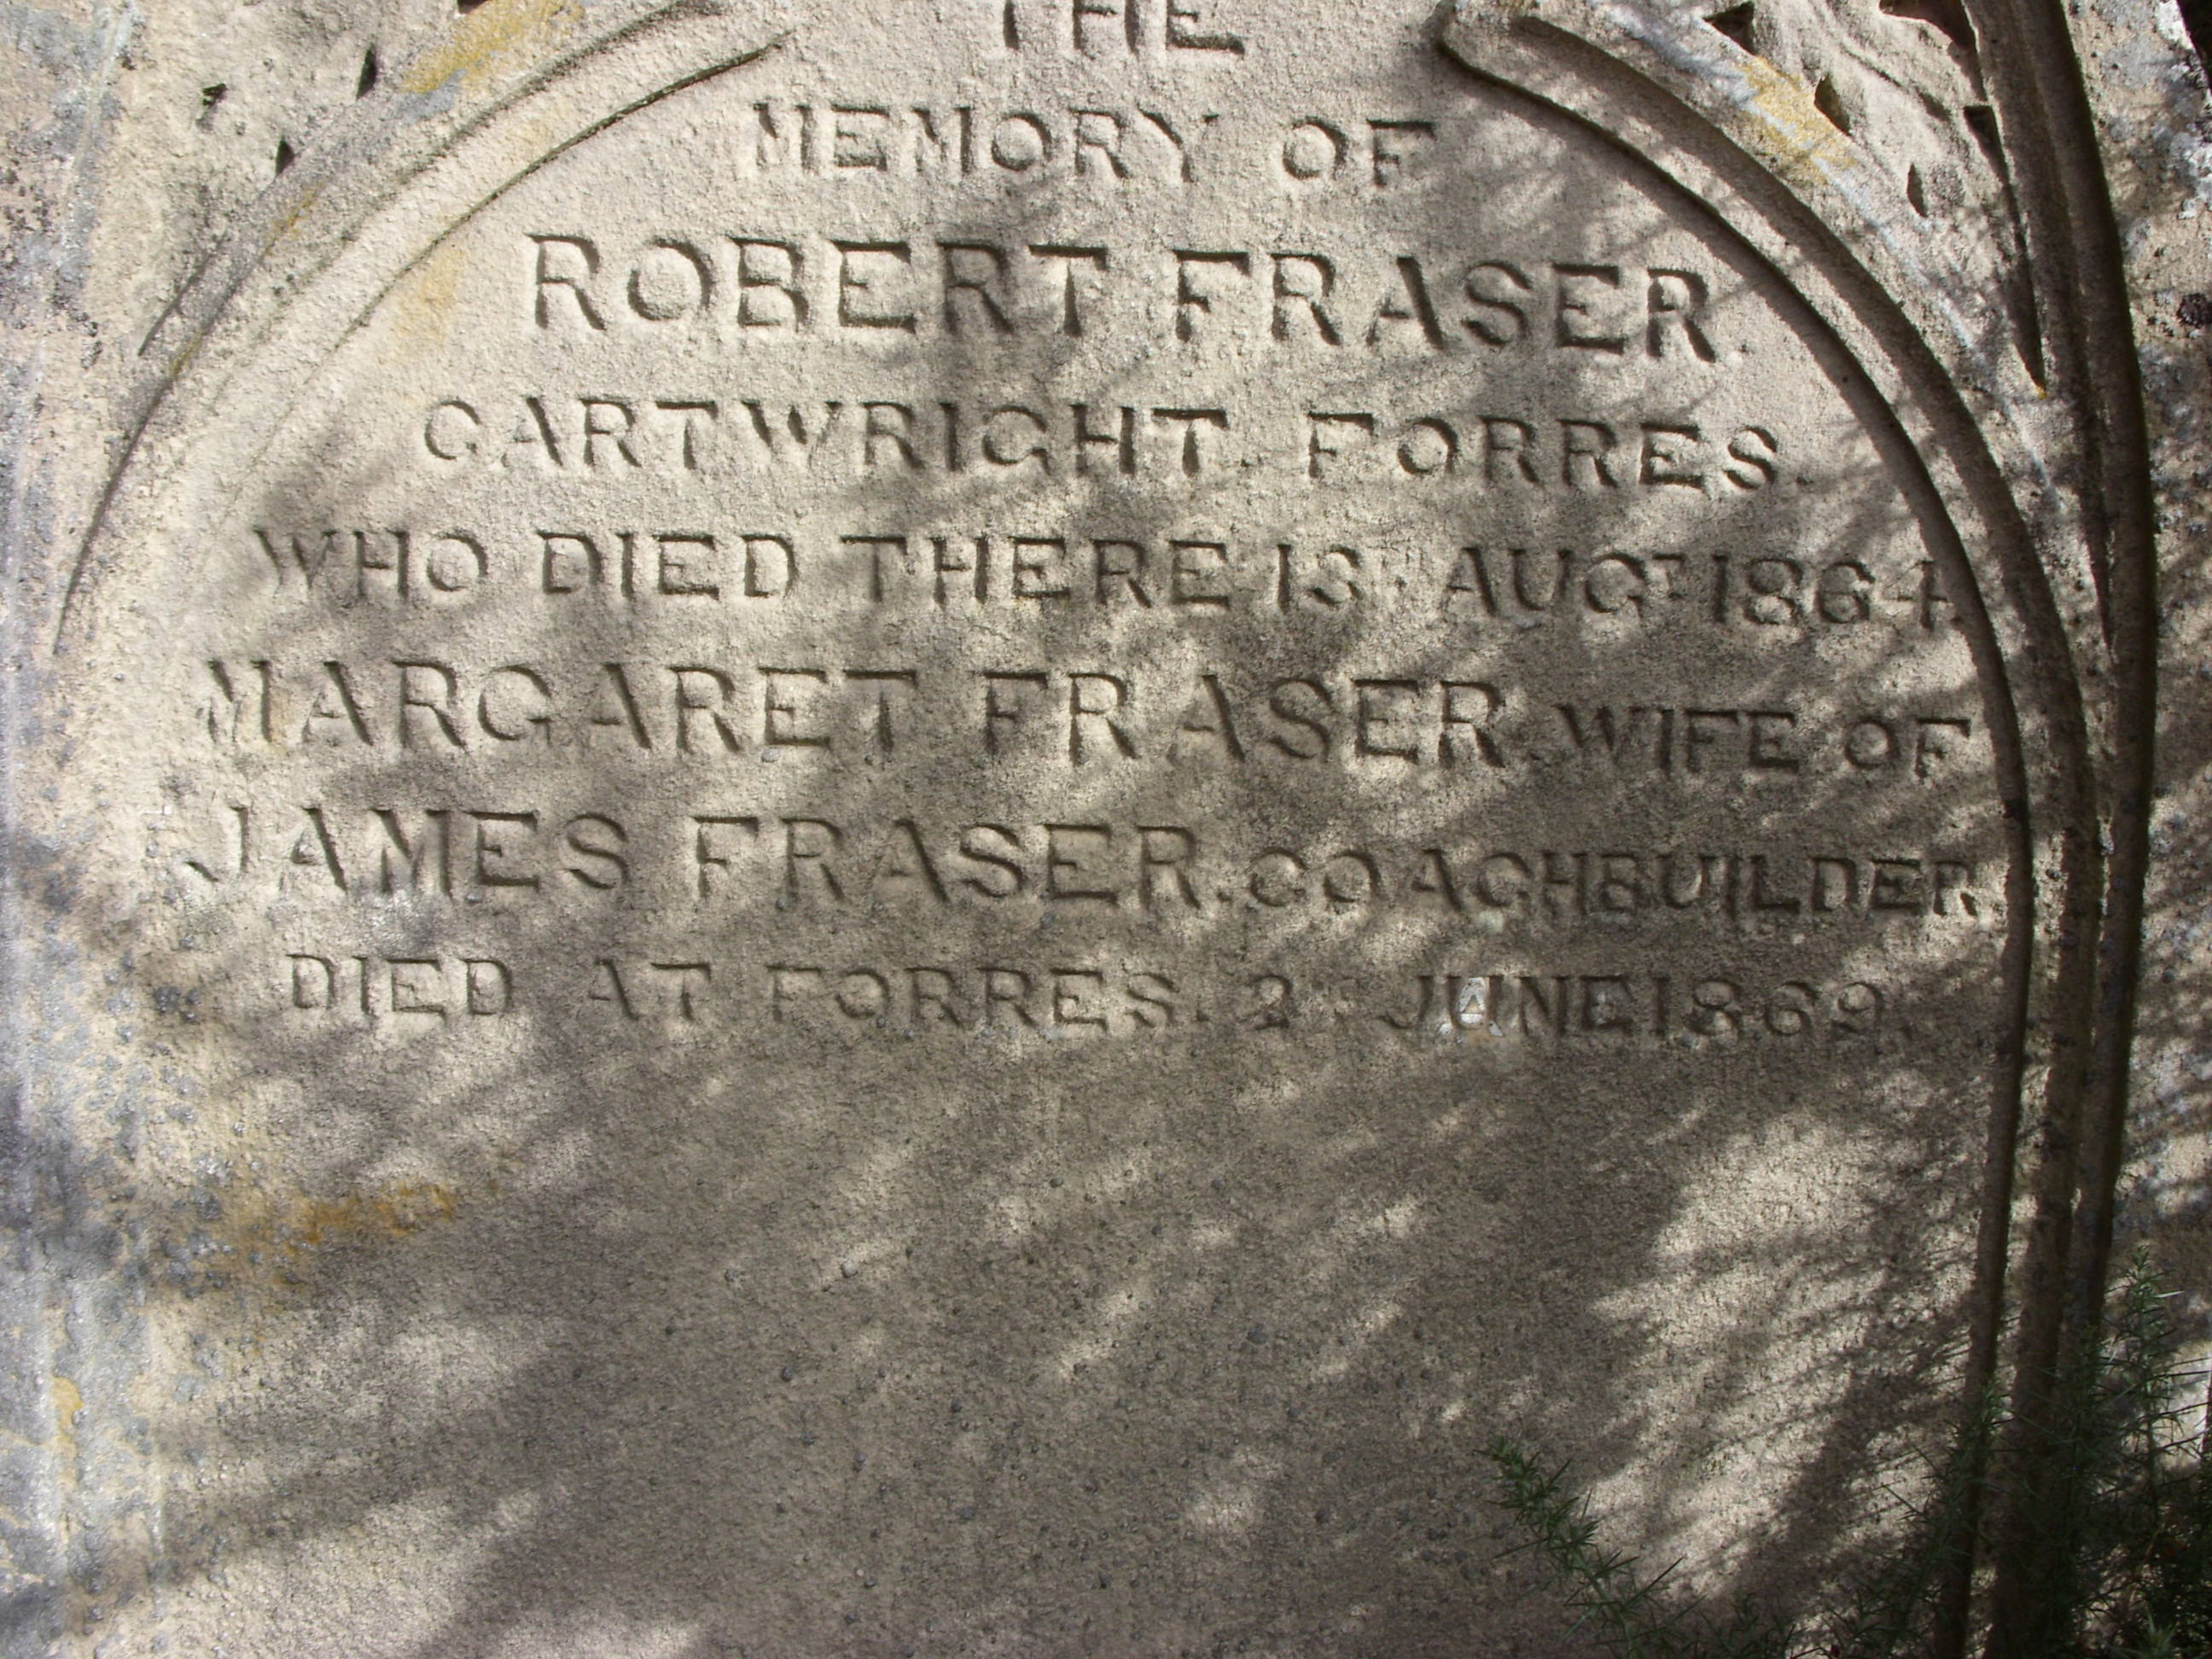 THE
MEMORY OF
ROBERT FRASER
CARTWRIGHT. FORRES.
WHO DIED THERE 13. AUGT. 1864.
MARGARET FRASER. WIFE OF
JAMES FRASER. COACHBUILDER.
DIED AT FORRES. 2. JUNE 1869.